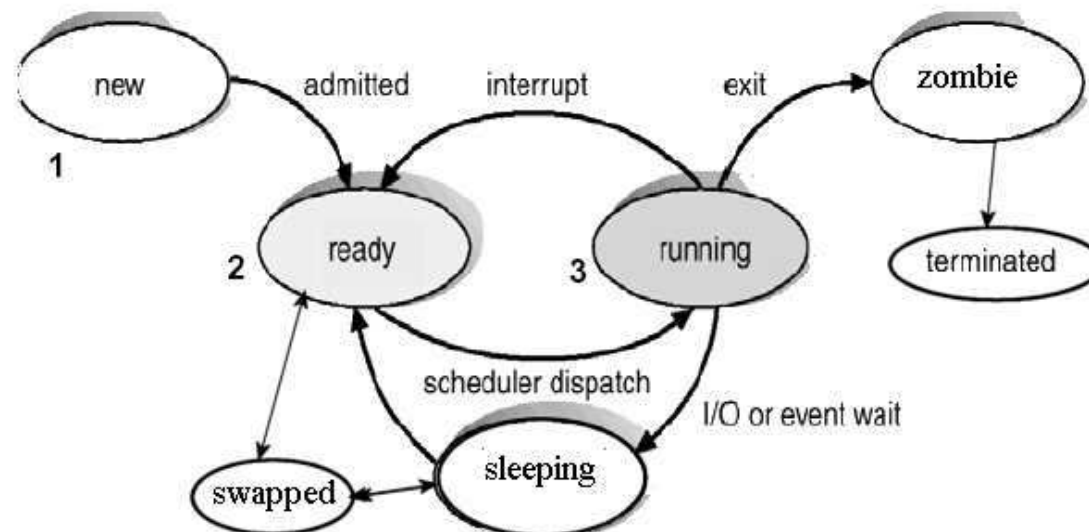 new
admitted
interrupt
exit
zombie
1
ready
2
running
3
terminated
scheduler dispatch
I/O or event wait
sleeping
swapped